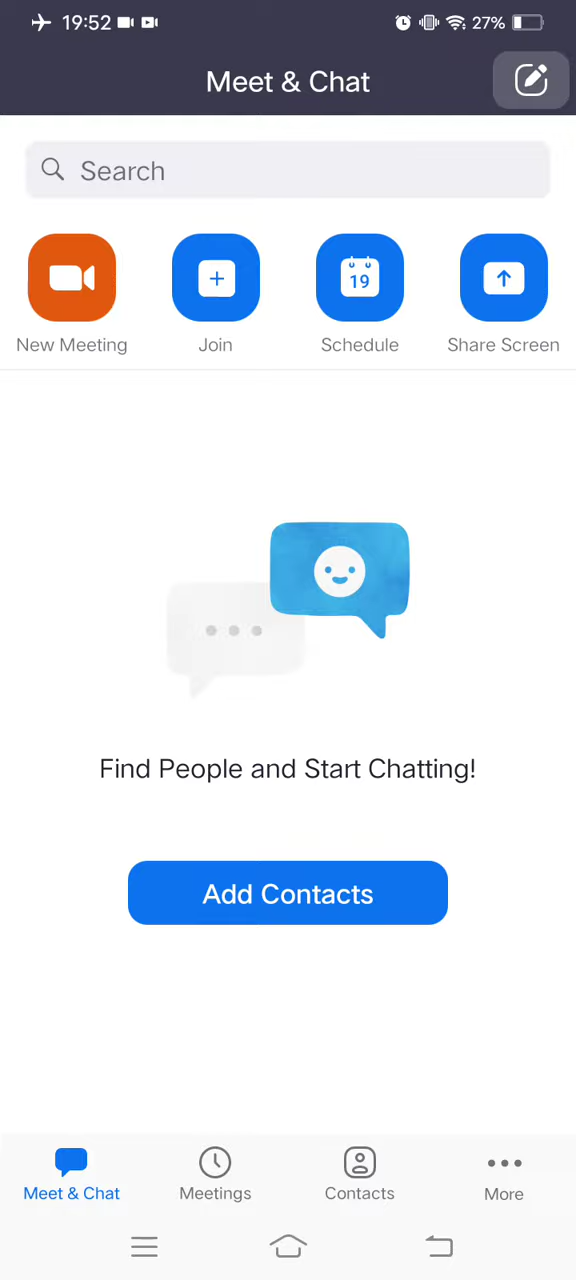 19:52
27%
Meet & Chat
Search
19
New Meeting
Join
Schedule
Share Screen
Find People and Start Chatting!
Add Contacts
Meet & Chat
Meetings
Contacts
More